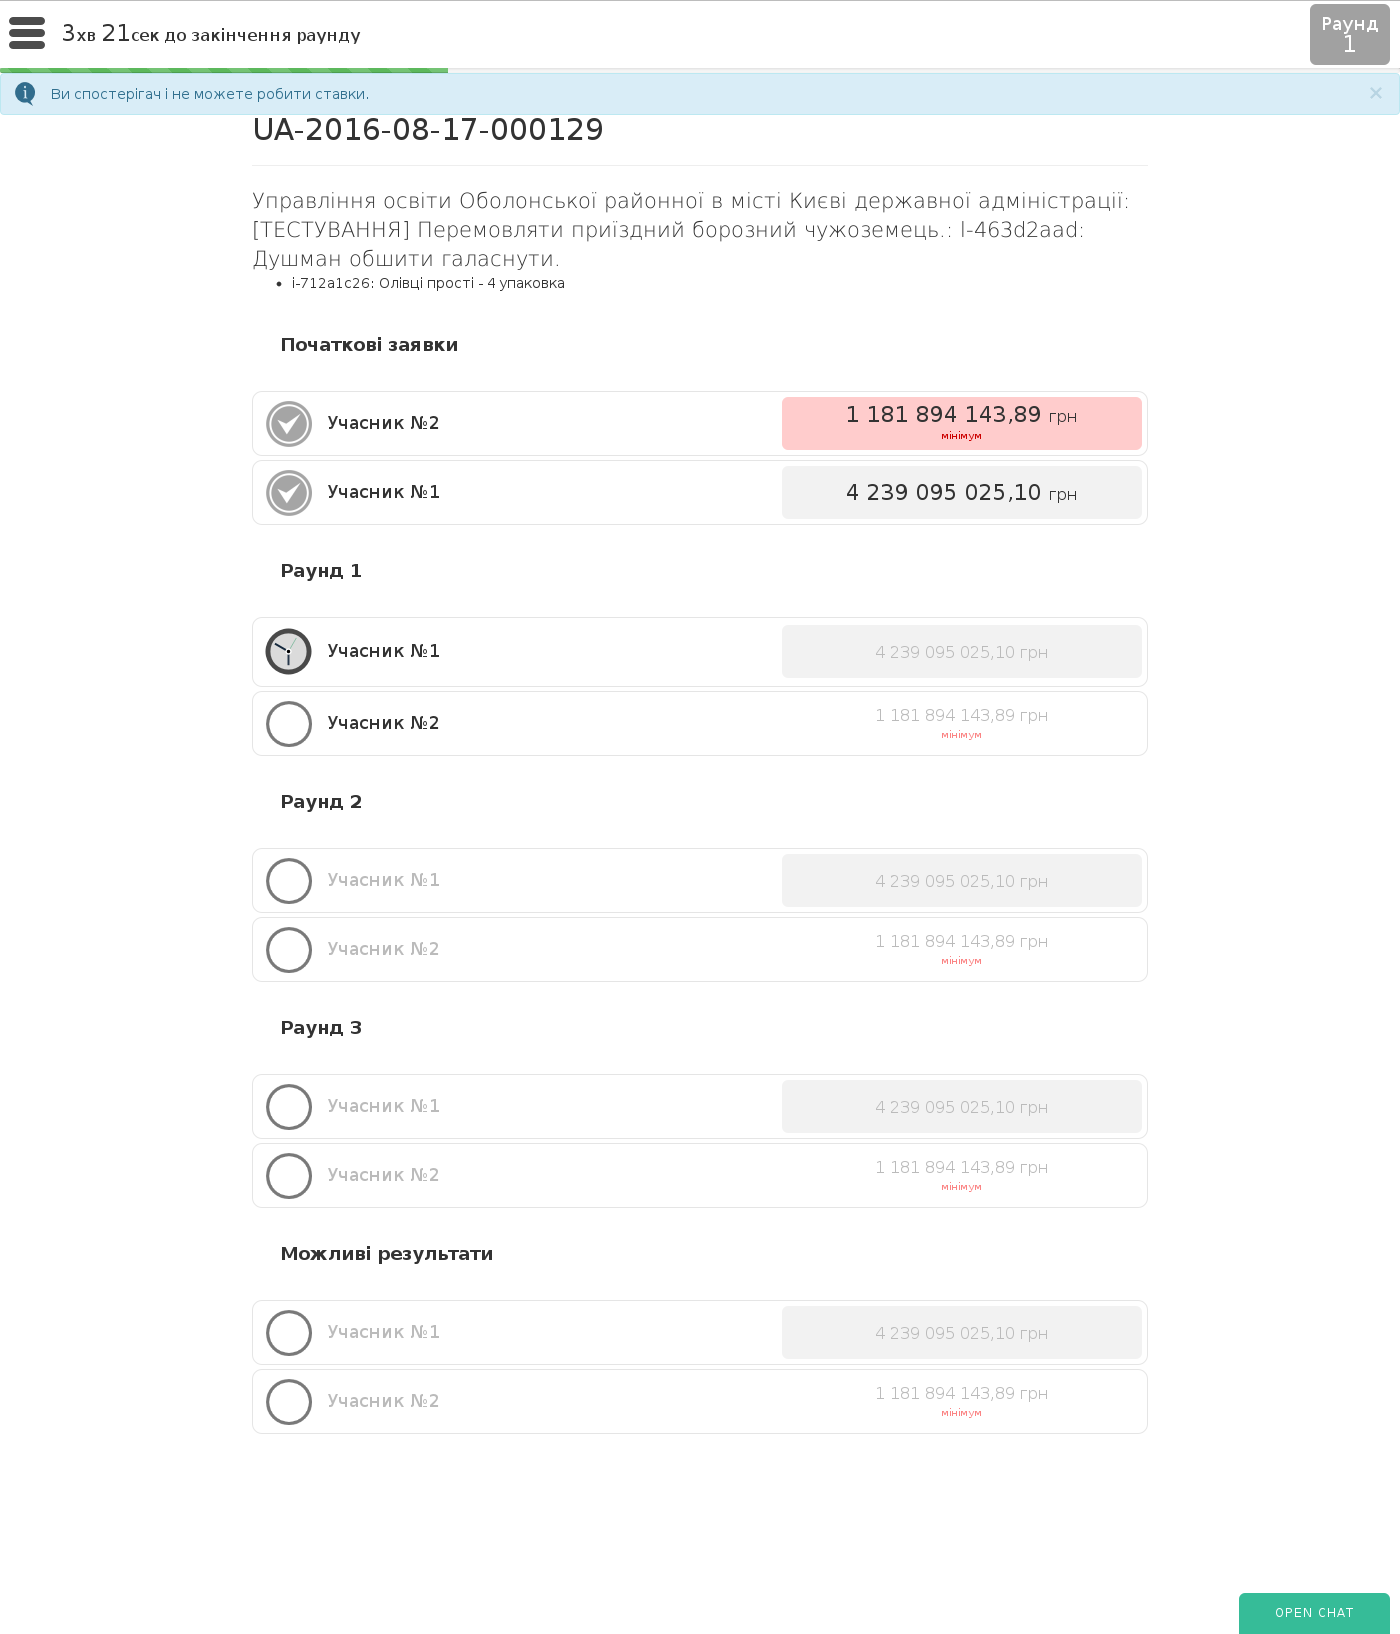 3хв 21сек до закінчення раунду
Раунд
1
Ви спостерігач і не можете робити ставки.
×
UA-2016-08-17-000129
Управління освіти Оболонської районної в місті Києві державної адміністрації:
[ТЕСТУВАННЯ] Перемовляти приїздний борозний чужоземець.: l-463d2aad:
Душман обшити галаснути.
i-712a1c26: Олівці прості - 4 упаковка
Початкові заявки
Учасник №2
1 181 894 143,89 грн
мінімум
Учасник №1
4 239 095 025,10 грн
Раунд 1
Учасник №1
4 239 095 025,10 грн
Учасник №2
1 181 894 143,89 грн
мінімум
Раунд 2
Учасник №1
4 239 095 025,10 грн
Учасник №2
1 181 894 143,89 грн
мінімум
Раунд 3
Учасник №1
4 239 095 025,10 грн
Учасник №2
1 181 894 143,89 грн
мінімум
Можливі результати
Учасник №1
4 239 095 025,10 грн
Учасник №2
1 181 894 143,89 грн
мінімум
OPEN CHAT